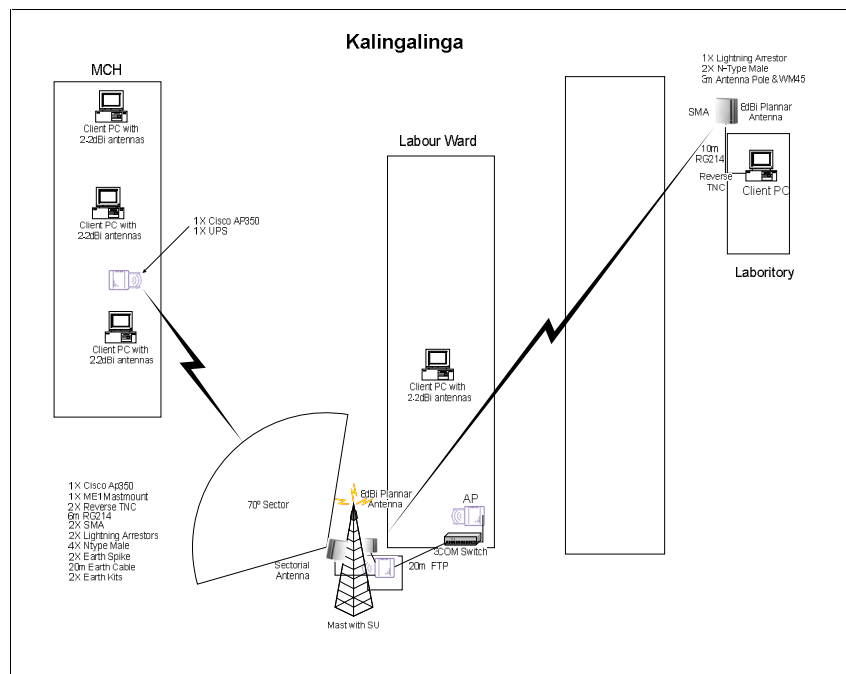 Kalingalinga
MCH
Client PC with
2-2dBi antennas
Client PC with
2-2dBi antennas
1X Cisco AP350
1X UPS
Client PC with
2-2dBi antennas
Labour Ward
Client PC with
2-2dBi antennas
1X Lightning Arrestor
2X N-Type Male
3m Antenna Pole & WM45
SMA
8dBi Plannar
Antenna
10m
RG214
Reverse
TNC
Client PC
Laboritory
1X Cisco Ap350
1X ME1 Mastmount
2X Reverse TNC
6m RG214
2X SMA
2X Lightning Arrestors
4X Ntype Male
2X Earth Spike
20m Earth Cable
2X Earth Kits
70º Sector
8dBi Plannar
Antenna
AP
3COM Switch
Sectorial
Antenna
20m FTP
Mast with SU